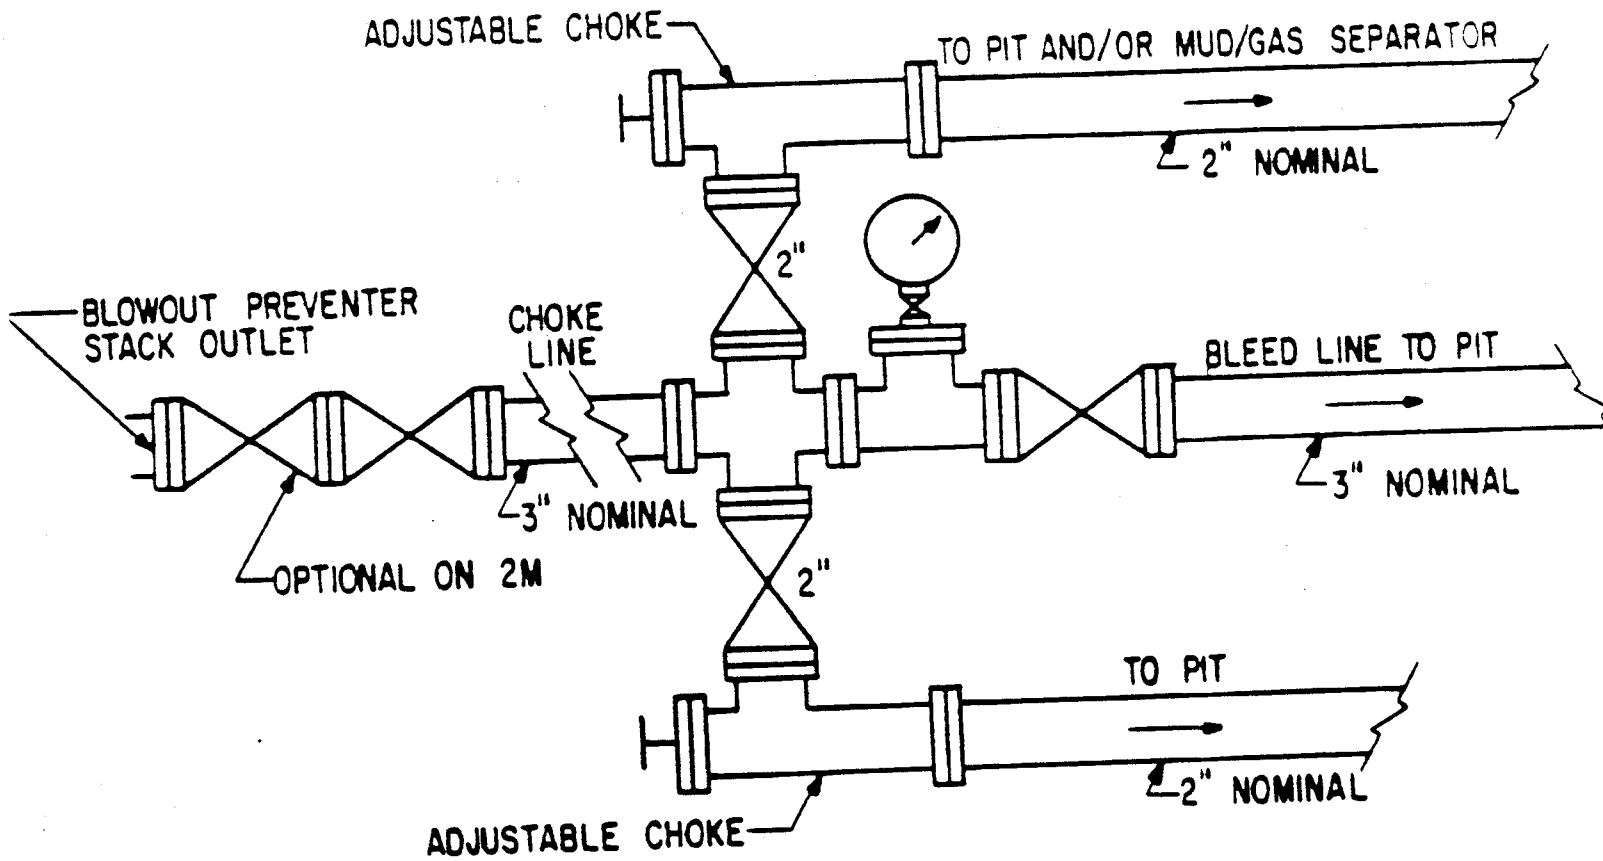 ADJUSTABLE CHOKE
TO PIT AND/OR MUD/GAS SEPARATOR
2" NOMINAL
2"
BLOWOUT PREVENTER
STACK OUTLET
CHOKE
LINE
BLEED LINE TO PIT
3" NOMINAL
3" NOMINAL
OPTIONAL ON 2M
2"
TO PIT
2" NOMINAL
ADJUSTABLE CHOKE